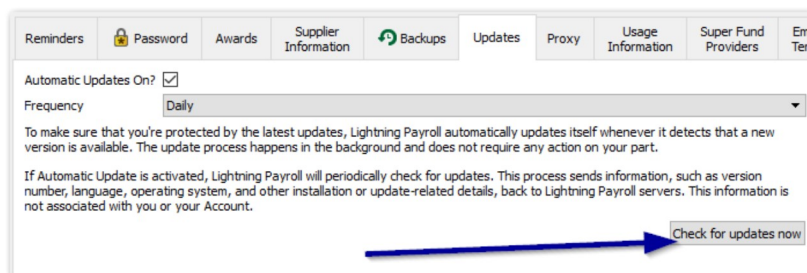 Reminders
Password
Awards
Supplier
Information
Backups
Updates
Proxy
Usage
Information
Super Fund
Providers
Automatic Updates On?
Frequency Daily
To make sure that you're protected by the latest updates, Lightning Payroll automatically updates itself whenever it detects that a new
version is available. The update process happens in the background and does not require any action on your part.
If Automatic Update is activated, Lightning Payroll will periodically check for updates. This process sends information, such as version
number, language, operating system, and other installation or update-related details, back to Lightning Payroll servers. This information is
not associated with you or your Account.
Check for updates now